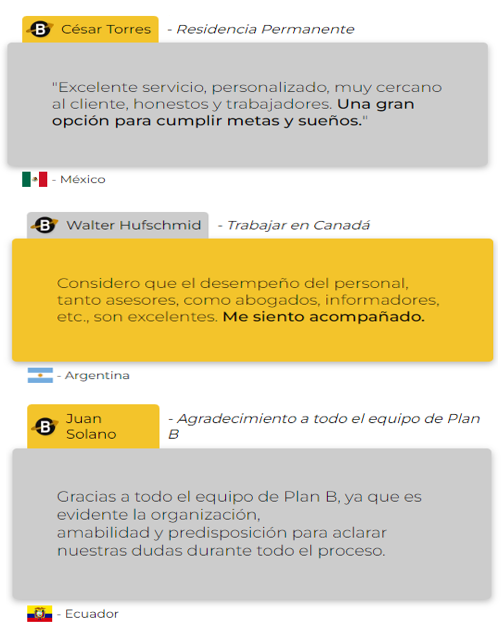 B César Torres - Residencia Permanente
"Excelente servicio, personalizado, muy cercano
al cliente, honestos y trabajadores. Una gran
opción para cumplir metas y sueños."
- México
B Walter Hufschmid - Trabajar en Canadá
Considero que el desempeño del personal,
tanto asesores, como abogados, informadores,
etc., son excelentes. Me siento acompañado.
- Argentina
B Juan
Solano
- Agradecimiento a todo el equipo de Plan
B
Gracias a todo el equipo de Plan B, ya que es
evidente la organización,
amabilidad y predisposición para aclarar
nuestras dudas durante todo el proceso.
- Ecuador